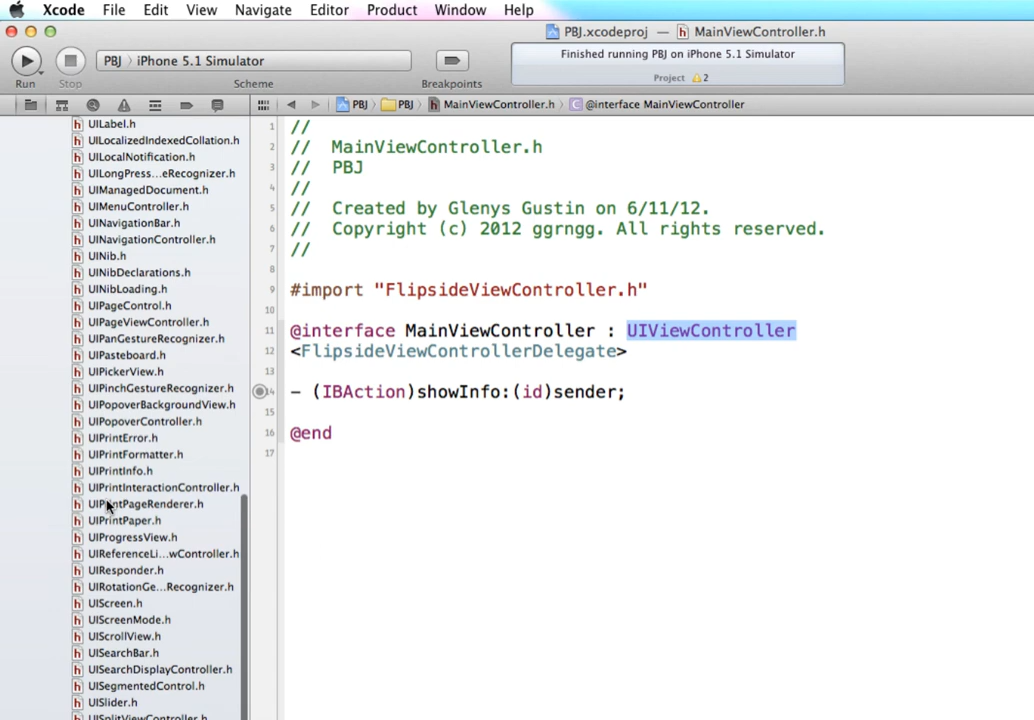 Xcode File Edit View Navigate Editor Product Window Help
PBJ.xcodeproj — MainViewController.h
PBJ iPhone 5.1 Simulator
Finished running PBJ on iPhone 5.1 Simulator
Project 2
Run Stop Scheme Breakpoints
PBJ PBJ MainViewController.h @interface MainViewController
UILabel.h
UILocalizedIndexedCollation.h
UILocalNotification.h
UILongPress...eRecognizer.h
UIManagedDocument.h
UIMenuController.h
UINavigationBar.h
UINavigationController.h
UINib.h
UINibDeclarations.h
UINibLoading.h
UIPageControl.h
UIPageViewController.h
UIPanGestureRecognizer.h
UIPasteboard.h
UIPickerView.h
UIPinchGestureRecognizer.h
UIPopoverBackgroundView.h
UIPopoverController.h
UIPrintError.h
UIPrintFormatter.h
UIPrintInfo.h
UIPrintInteractionController.h
UIPrintPageRenderer.h
UIPrintPaper.h
UIProgressView.h
UIReferenceLi...wController.h
UIResponder.h
UIRotationGe...Recognizer.h
UIScreen.h
UIScreenMode.h
UIScrollView.h
UISearchBar.h
UISearchDisplayController.h
UISegmentedControl.h
UISlider.h
UISplitViewController.h
1 //
2 // MainViewController.h
3 // PBJ
4 //
5 // Created by Glenys Gustin on 6/11/12.
6 // Copyright (c) 2012 ggrngg. All rights reserved.
7 //
8
9 #import "FlipsideViewController.h"
10
11 @interface MainViewController : UIViewController
12 <FlipsideViewControllerDelegate>
13
14 - (IBAction)showInfo:(id)sender;
15
16 @end
17